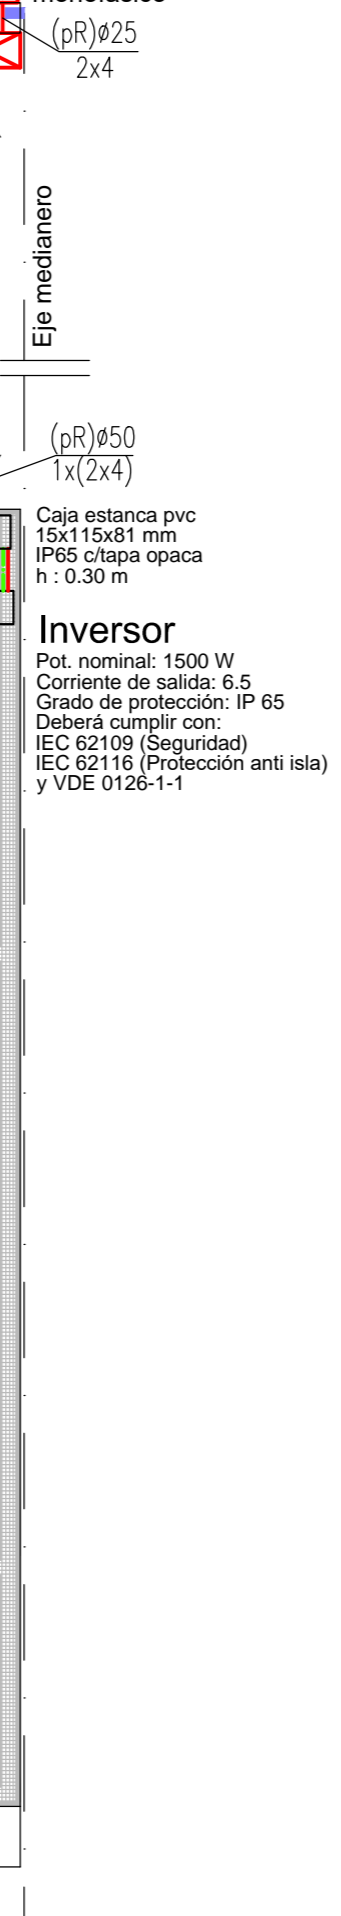 (pR)ø25
2x4
Eje medianero
(pR)ø50
1x(2x4)
Caja estanca pvc
15x115x81 mm
IP65 c/tapa opaca
h : 0.30 m
Inversor
Pot. nominal: 1500 W
Corriente de salida: 6.5
Grado de protección: IP 65
Deberá cumplir con:
IEC 62109 (Seguridad)
IEC 62116 (Protección anti isla)
y VDE 0126-1-1